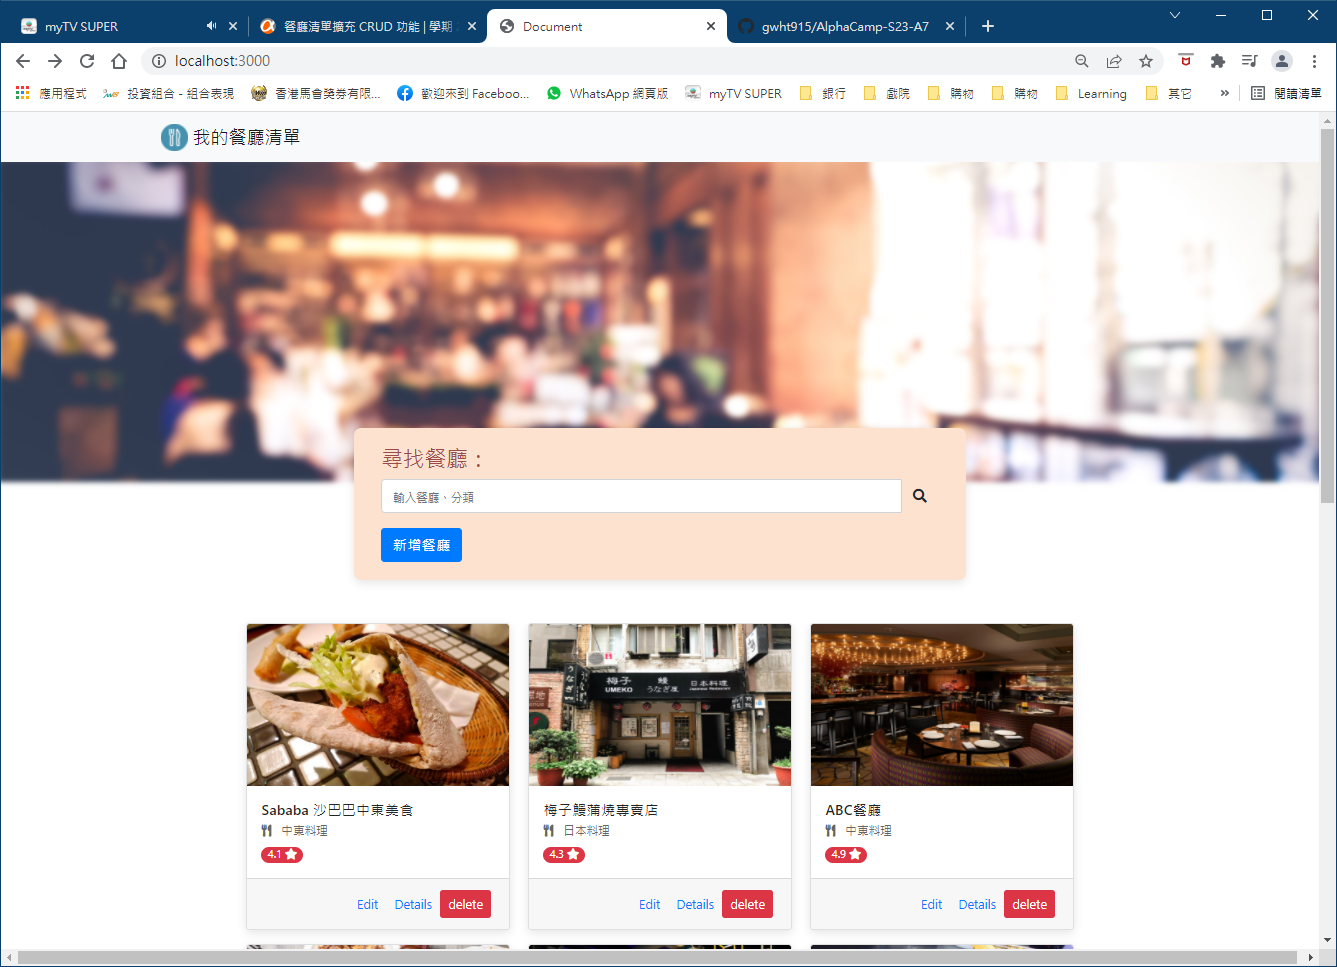 myTV SUPER
餐廳清單擴充 CRUD 功能 | 學期
Document
gwht915/AlphaCamp-S23-A7
localhost:3000
應用程式
投資組合 - 組合表現
香港馬會獎券有限...
歡迎來到 Faceboo...
WhatsApp 網頁版
myTV SUPER
銀行
戲院
購物
購物
Learning
其它
»
閱讀清單
我的餐廳清單
尋找餐廳：
輸入餐廳、分類
新增餐廳
梅子
UMEKO
鰻
うなぎ屋
日本料理
Sababa 沙巴巴中東美食
中東料理
4.1
Edit Details delete
梅子鰻蒲燒專賣店
日本料理
4.3
Edit Details delete
ABC餐廳
中東料理
4.9
Edit Details delete